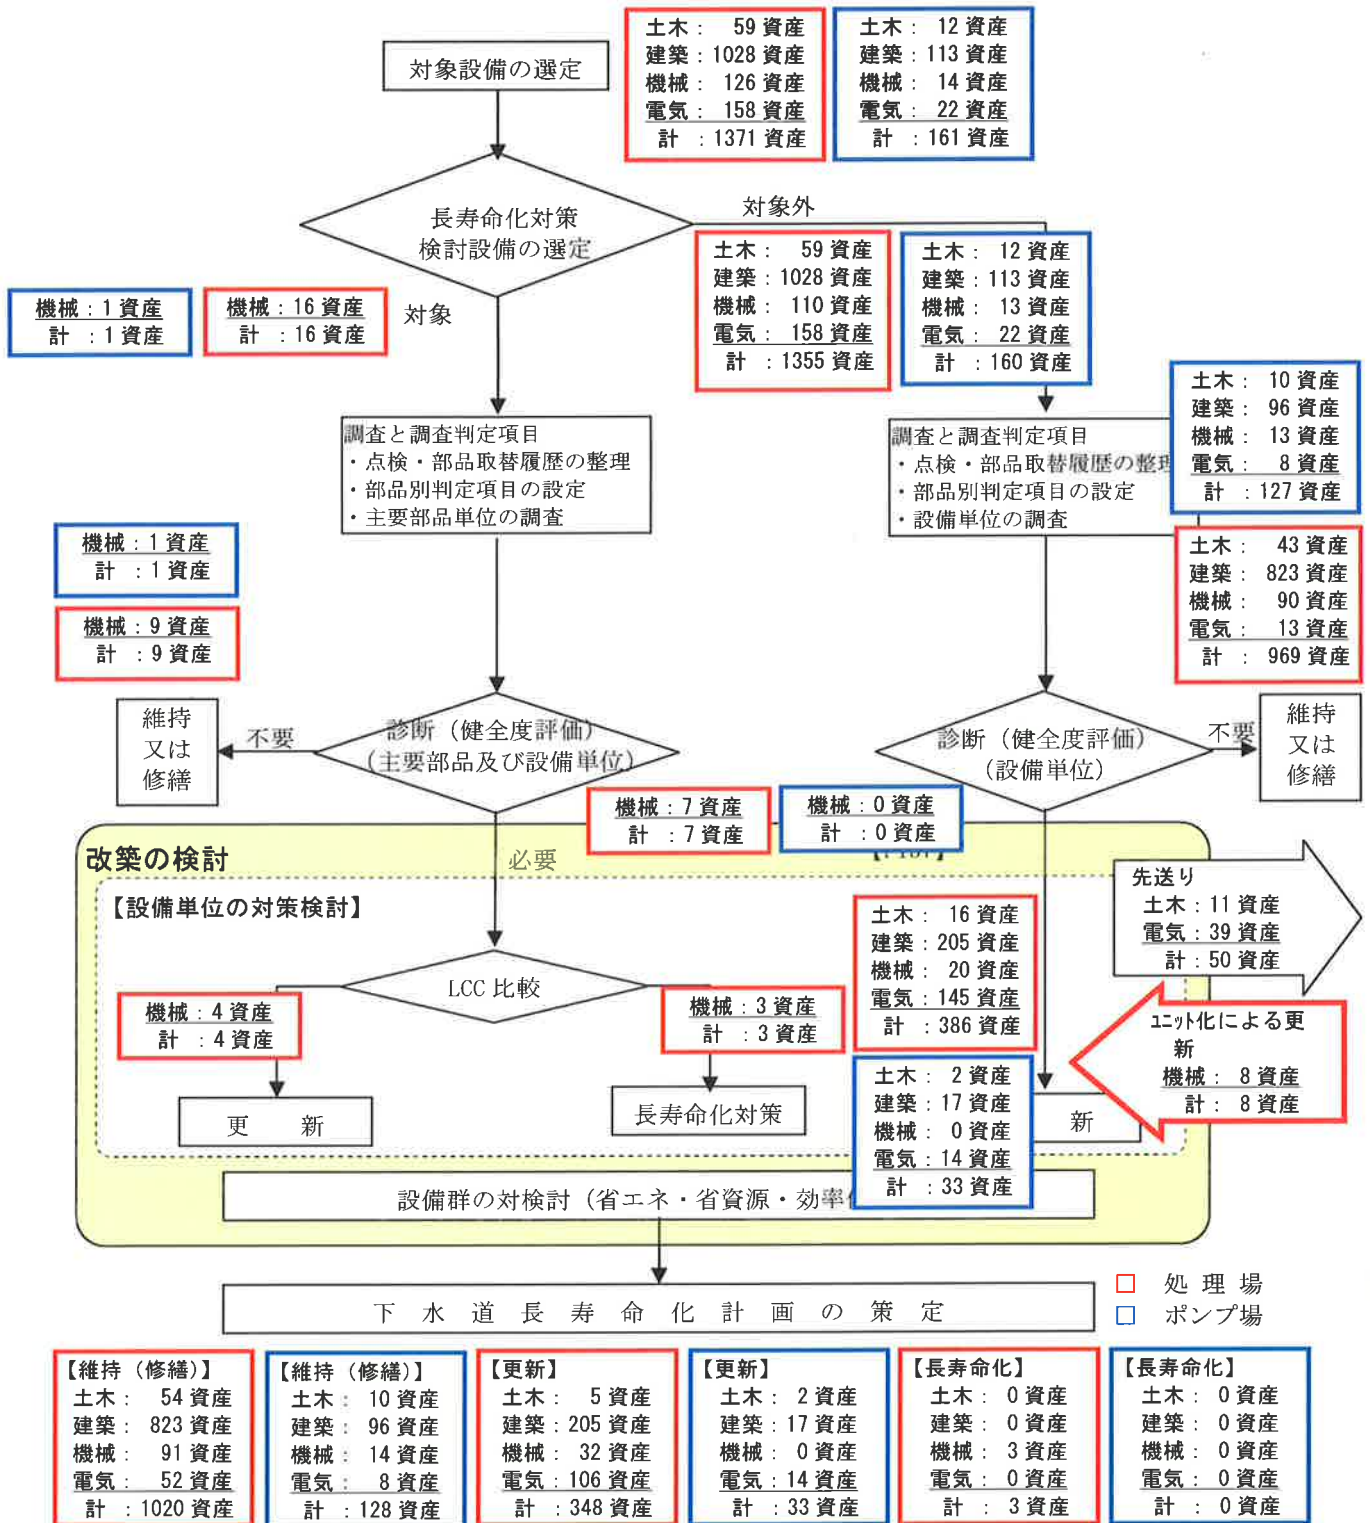 対象設備の選定
土木： 59 資産
建築：1028 資産
機械： 126 資産
電気： 158 資産
計 ：1371 資産
土木： 12 資産
建築：113 資産
機械： 14 資産
電気： 22 資産
計 ：161 資産
長寿命化対策
検討設備の選定
対象外
土木： 59 資産
建築：1028 資産
機械： 110 資産
電気： 158 資産
計 ：1355 資産
土木： 12 資産
建築：113 資産
機械： 13 資産
電気： 22 資産
計 ：160 資産
機械：1 資産
計 ：1 資産
機械：16 資産
計 ：16 資産
対象
土木： 10 資産
建築： 96 資産
機械： 13 資産
電気： 8 資産
計 ：127 資産
調査と調査判定項目
・点検・部品取替履歴の整理
・部品別判定項目の設定
・主要部品単位の調査
調査と調査判定項目
・点検・部品取替履歴の整理
・部品別判定項目の設定
・設備単位の調査
機械：1 資産
計 ：1 資産
機械：9 資産
計 ：9 資産
土木： 43 資産
建築：823 資産
機械： 90 資産
電気： 13 資産
計 ：969 資産
維持
又は
修繕
不要
診断（健全度評価）
（主要部品及び設備単位）
診断（健全度評価）
（設備単位）
不要
維持
又は
修繕
機械：7 資産
計 ：7 資産
機械：0 資産
計 ：0 資産
改築の検討
必要
【設備単位の対策検討】
先送り
土木：11 資産
電気：39 資産
計：50 資産
土木： 16 資産
建築：205 資産
機械： 20 資産
電気：145 資産
計 ：386 資産
LCC 比較
機械：4 資産
計 ：4 資産
機械：3 資産
計 ：3 資産
ユニット化による更
新
機械： 8 資産
計： 8 資産
土木： 2 資産
建築：17 資産
機械： 0 資産
電気：14 資産
計 ：33 資産
更 新
長寿命化対策
新
設備群の対検討（省エネ・省資源・効率
下水道長寿命化計画の策定
□ 処理場
□ ポンプ場
【維持（修繕）】
土木： 54 資産
建築： 823 資産
機械： 91 資産
電気： 52 資産
計 ：1020 資産
【維持（修繕）】
土木： 10 資産
建築： 96 資産
機械： 14 資産
電気： 8 資産
計 ：128 資産
【更新】
土木： 5 資産
建築：205 資産
機械： 32 資産
電気：106 資産
計 ：348 資産
【更新】
土木： 2 資産
建築：17 資産
機械： 0 資産
電気：14 資産
計 ：33 資産
【長寿命化】
土木： 0 資産
建築： 0 資産
機械： 3 資産
電気： 0 資産
計 ： 3 資産
【長寿命化】
土木： 0 資産
建築： 0 資産
機械： 0 資産
電気： 0 資産
計 ： 0 資産